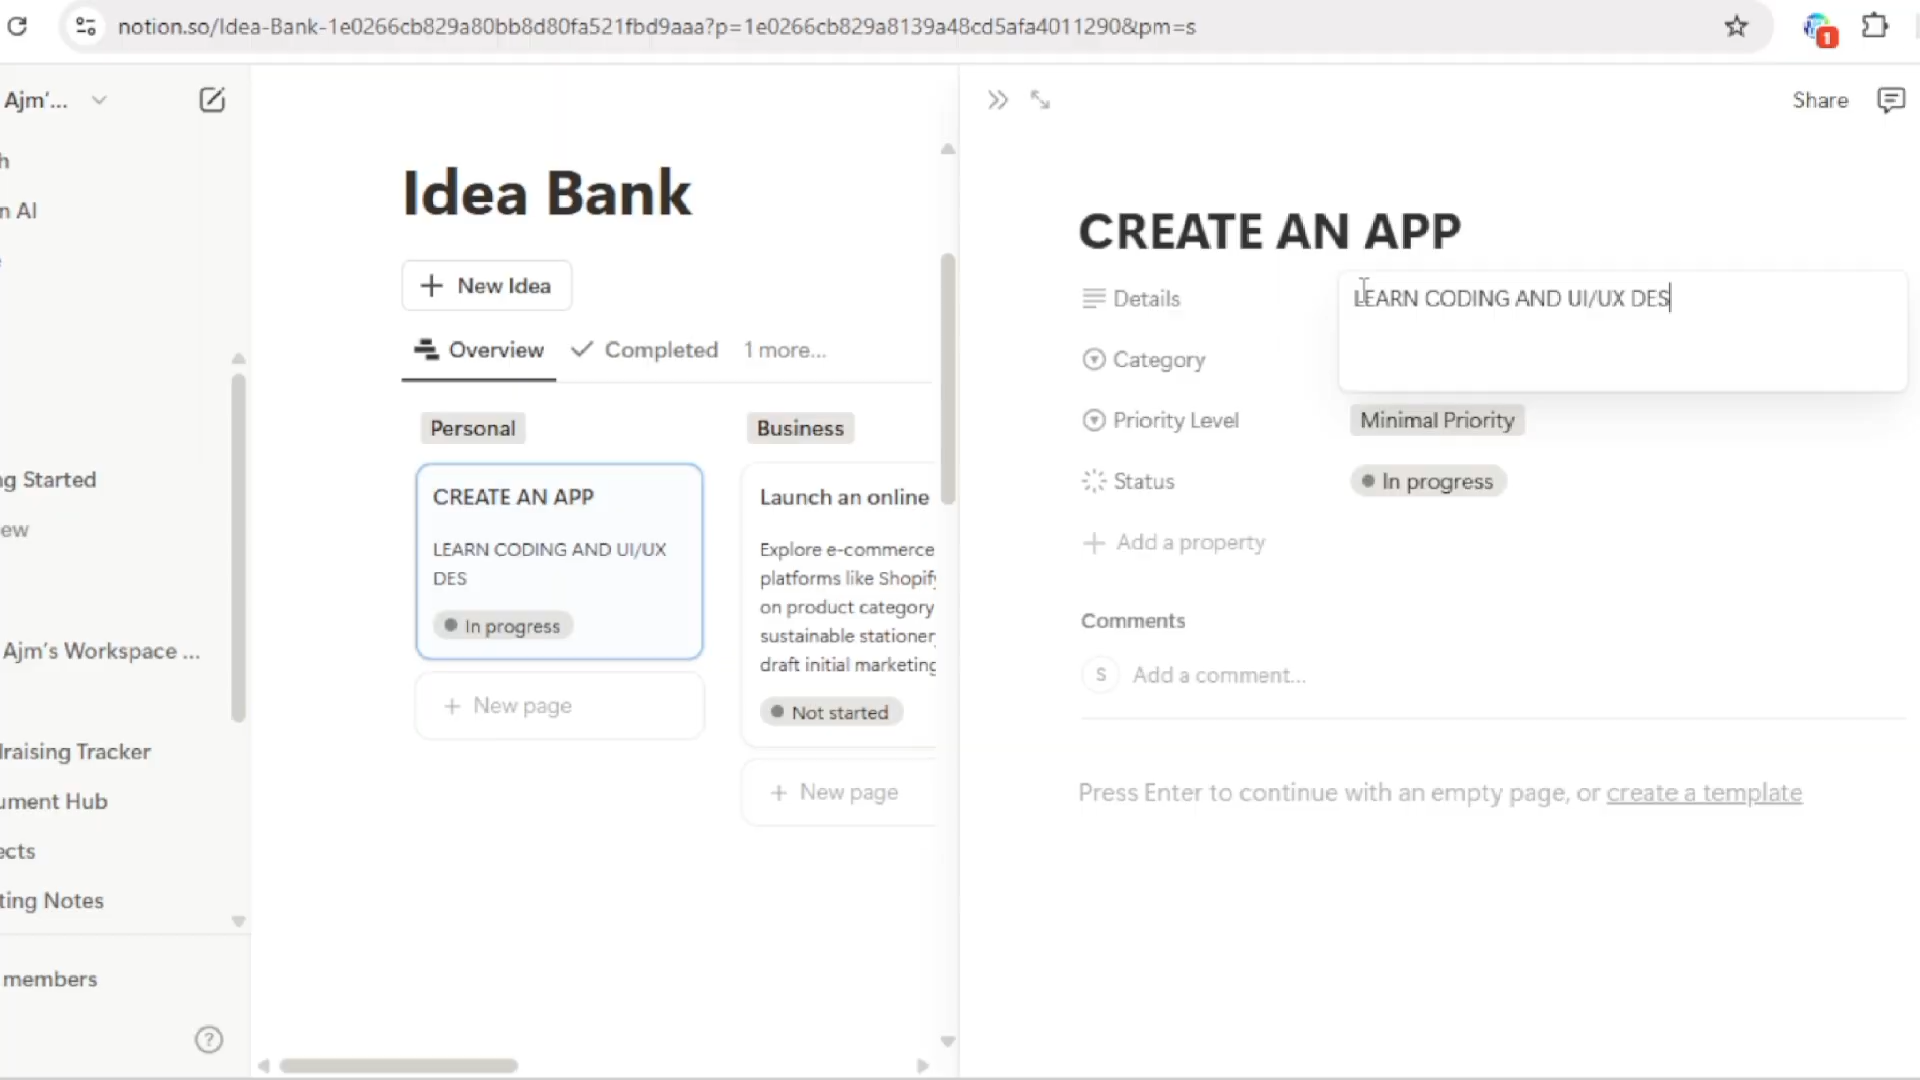 notion.so/Idea-Bank-1e0266cb829a80bb8d80fa521fbd9aaa?p=1e0266cb829a8139a48cd5afa4011290&pm=s
1
Ajm'...
h
n AI
e
ng Started
ew
Ajm's Workspace ...
draising Tracker
ument Hub
ects
ting Notes
members
Idea Bank
+ New Idea
Overview
Completed
1 more...
Personal
CREATE AN APP
LEARN CODING AND UI/UX
DES
In progress
+ New page
Business
Launch an online
Explore e-commerce
platforms like Shopify
on product category
sustainable stationery
draft initial marketing
Not started
+ New page
Share
CREATE AN APP
Details
LEARN CODING AND UI/UX DES
Category
Priority Level
Minimal Priority
Status
In progress
+ Add a property
Comments
S
Add a comment...
Press Enter to continue with an empty page, or create a template